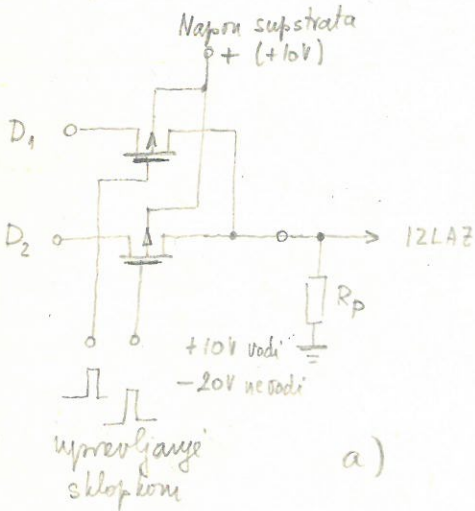 Napon supstrata
+ (+10V)
D₁
D₂
IZLAZ
Rp
+10V vodi
-20V ne vodi
upravljanje
sklopkom
a)